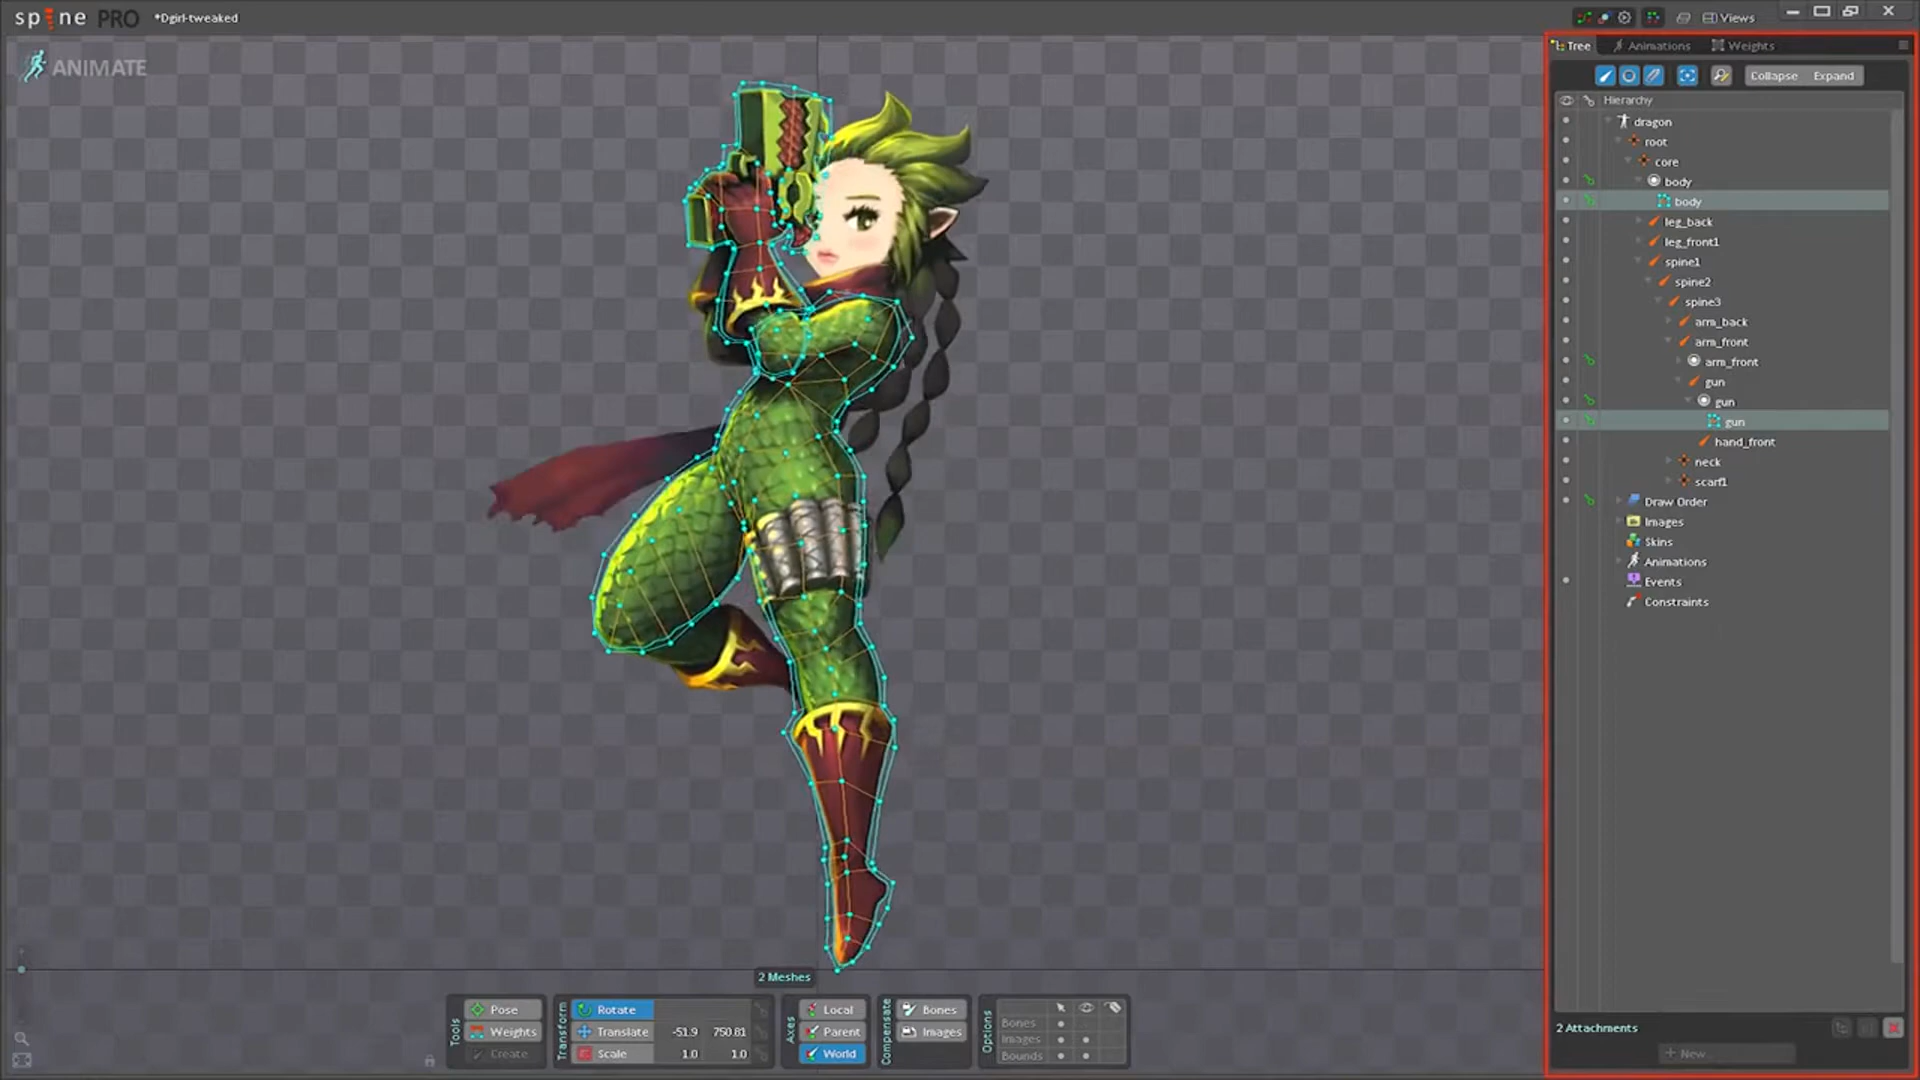 spine PRO *Dgirl-tweaked
Views
ANIMATE
Tree Animations Weights
Collapse Expand
Hierarchy
dragon
root
core
body
body
leg_back
leg_front1
spine1
spine2
spine3
arm_back
arm_front
arm_front
gun
gun
gun
hand_front
neck
scarf1
Draw Order
Images
Skins
Animations
Events
Constraints
2 Meshes
Tools
Pose
Weights
Create
Transform
Rotate
Translate -51.9 750.81
Scale 1.0 1.0
Axes
Local
Parent
World
Compensate
Bones
Images
Options
Bones
Images
Bounds
2 Attachments
+ New...